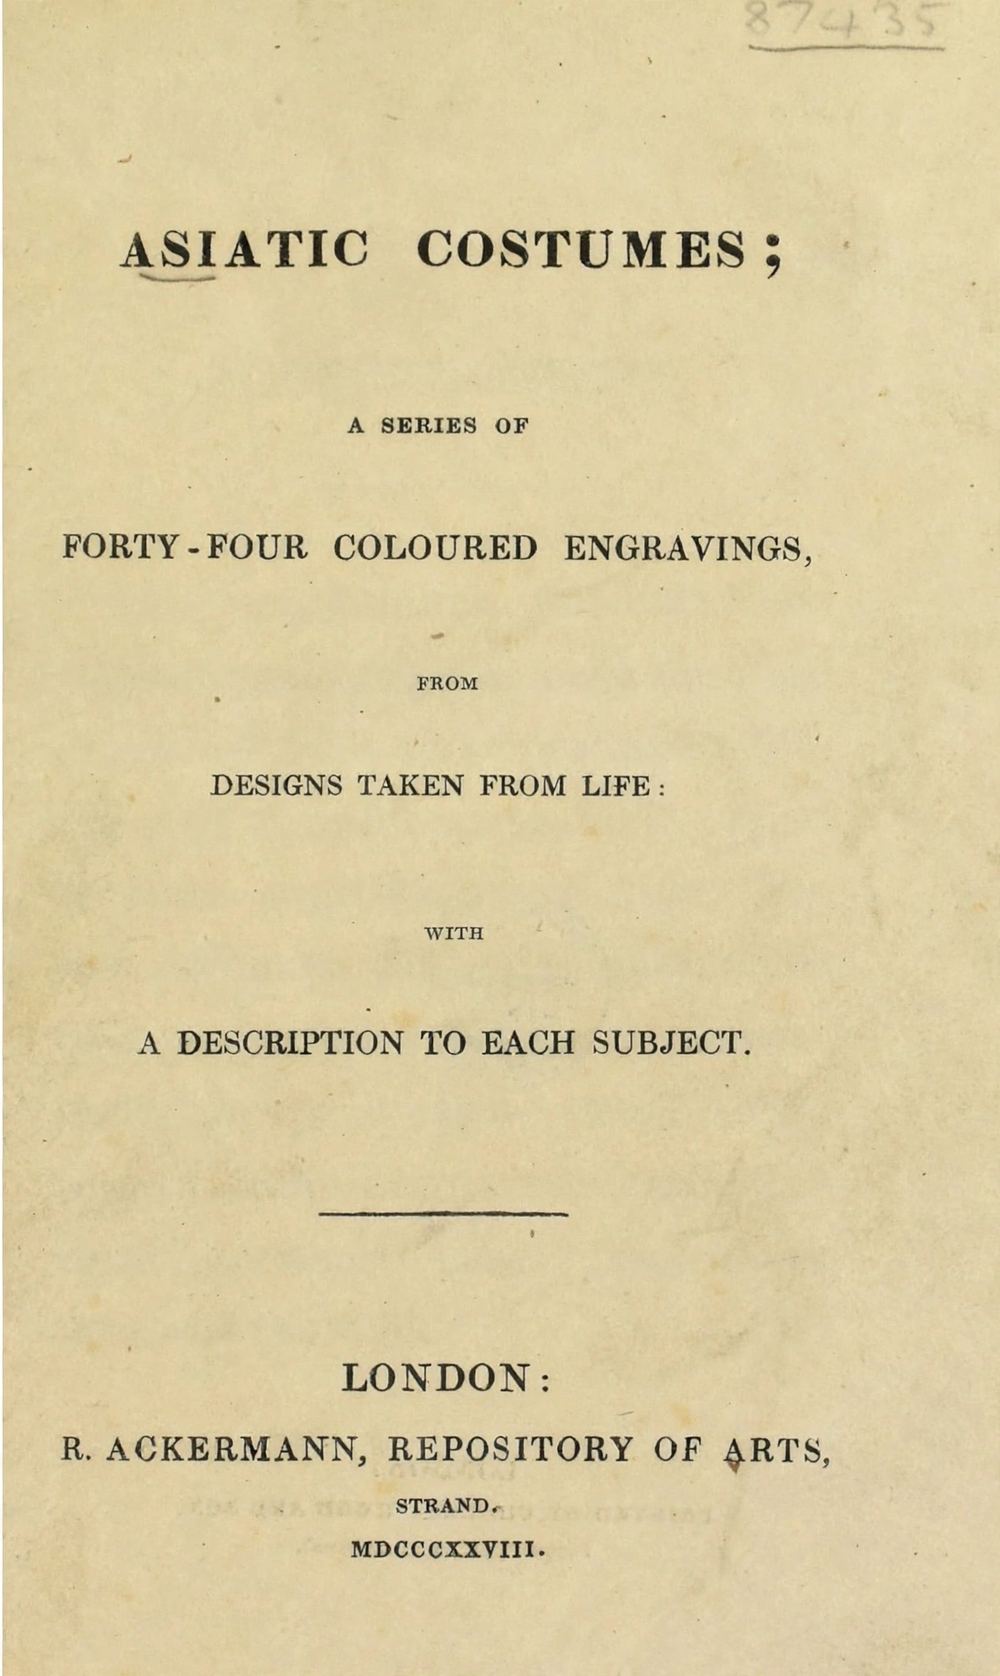 87435
ASIATIC COSTUMES;
A SERIES OF
FORTY-FOUR COLOURED ENGRAVINGS,
FROM
DESIGNS TAKEN FROM LIFE:
WITH
A DESCRIPTION TO EACH SUBJECT.
LONDON:
R. ACKERMANN, REPOSITORY OF ARTS,
STRAND.
MDCCCXXVIII.